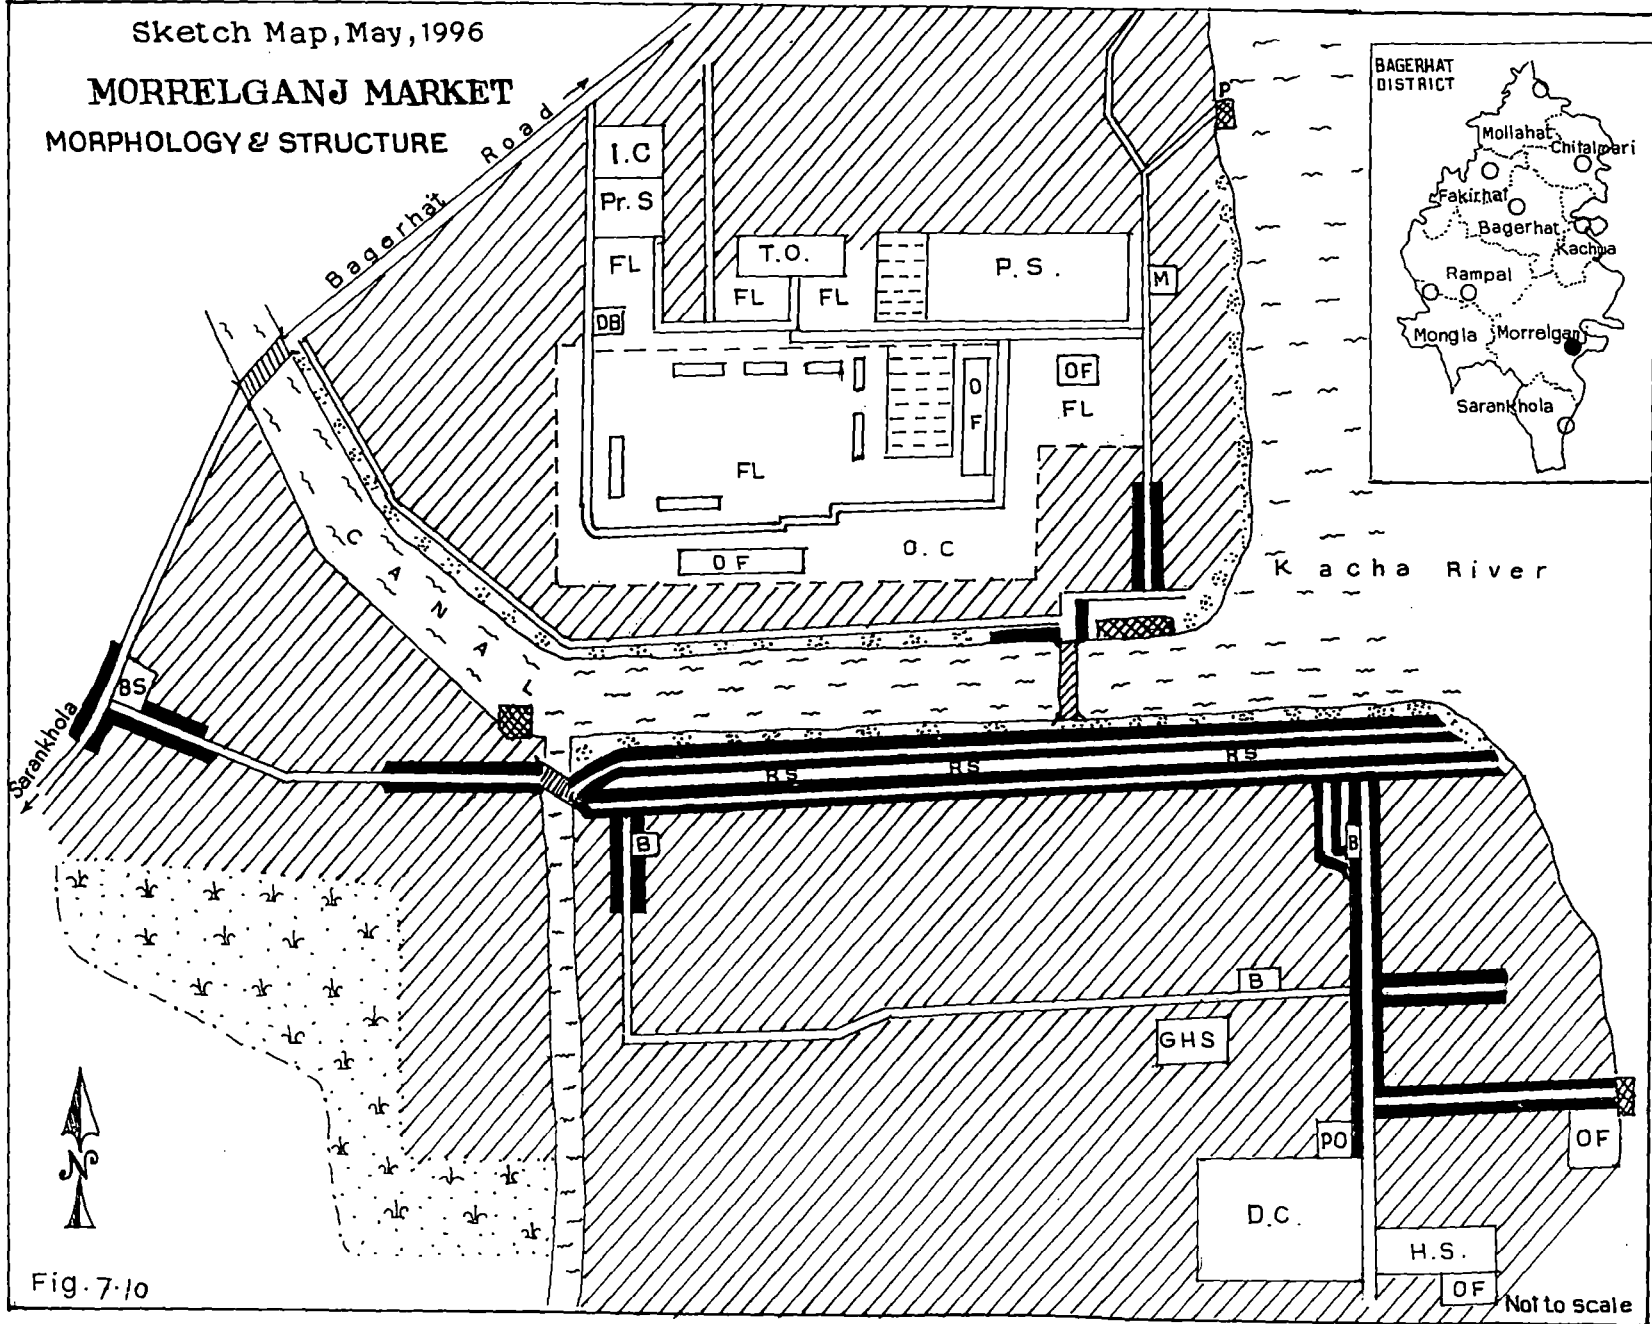 Sketch Map, May, 1996
MORRELGANJ MARKET
MORPHOLOGY & STRUCTURE
Bagerhat Road
BAGERHAT
DISTRICT
Mollahat
Chitalmari
Fakirhat
Bagerhat
Kachua
Rampal
Mongla
Morrelganj
Sarankhola
P
I.C
Pr. S
FL
T.O.
P. S.
M
FL
FL
DB
OF
OF
FL
FL
O. C
OF
Kacha River
CANAL
BS
Sarankhola
RS
RS
RS
B
B
B
GHS
PO
OF
D.C.
H.S.
OF
N
Fig. 7.10
Not to scale